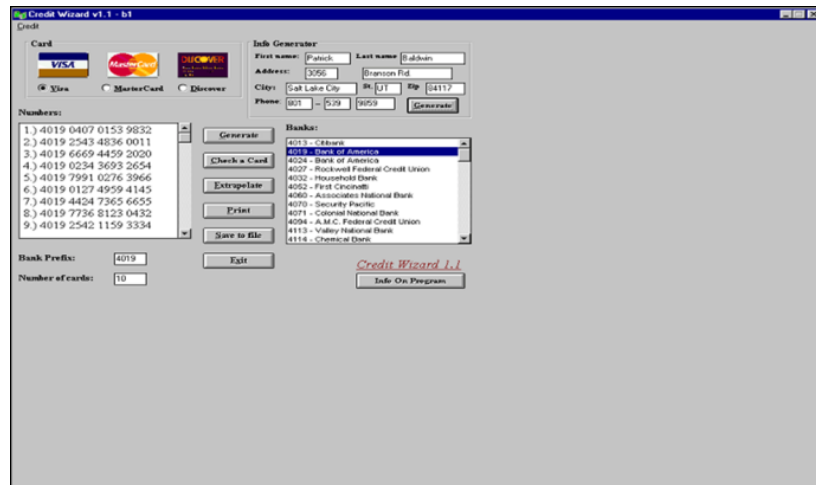 Credit Wizard v1.1 - b1
Credit
Card
VISA
MasterCard
DISCOVER
Visa
MasterCard
Discover
Info Generator
First name: Patrick Last name Baldwin
Address: 3056 Branson Rd.
City: Salt Lake City St. UT Zip 84117
Phone: 801 - 539 9859 Generate
Numbers:
1.) 4019 0407 0153 9832
2.) 4019 2543 4836 0011
3.) 4019 6669 4459 2020
4.) 4019 0234 3693 2654
5.) 4019 7991 0276 3966
6.) 4019 0127 4959 4145
7.) 4019 4424 7365 6655
8.) 4019 7736 8123 0432
9.) 4019 2542 1159 3334
Generate
Check a Card
Extrapolate
Print
Save to file
Exit
Banks:
4013 - Citibank
4019 - Bank of America
4024 - Bank of America
4027 - Rockwell Federal Credit Union
4032 - Household Bank
4052 - First Cincinatti
4060 - Associates National Bank
4070 - Security Pacific
4071 - Colonial National Bank
4094 - A.M.C. Federal Credit Union
4113 - Valley National Bank
4114 - Chemical Bank
Bank Prefix: 4019
Number of cards: 10
Credit Wizard 1.1
Info On Program